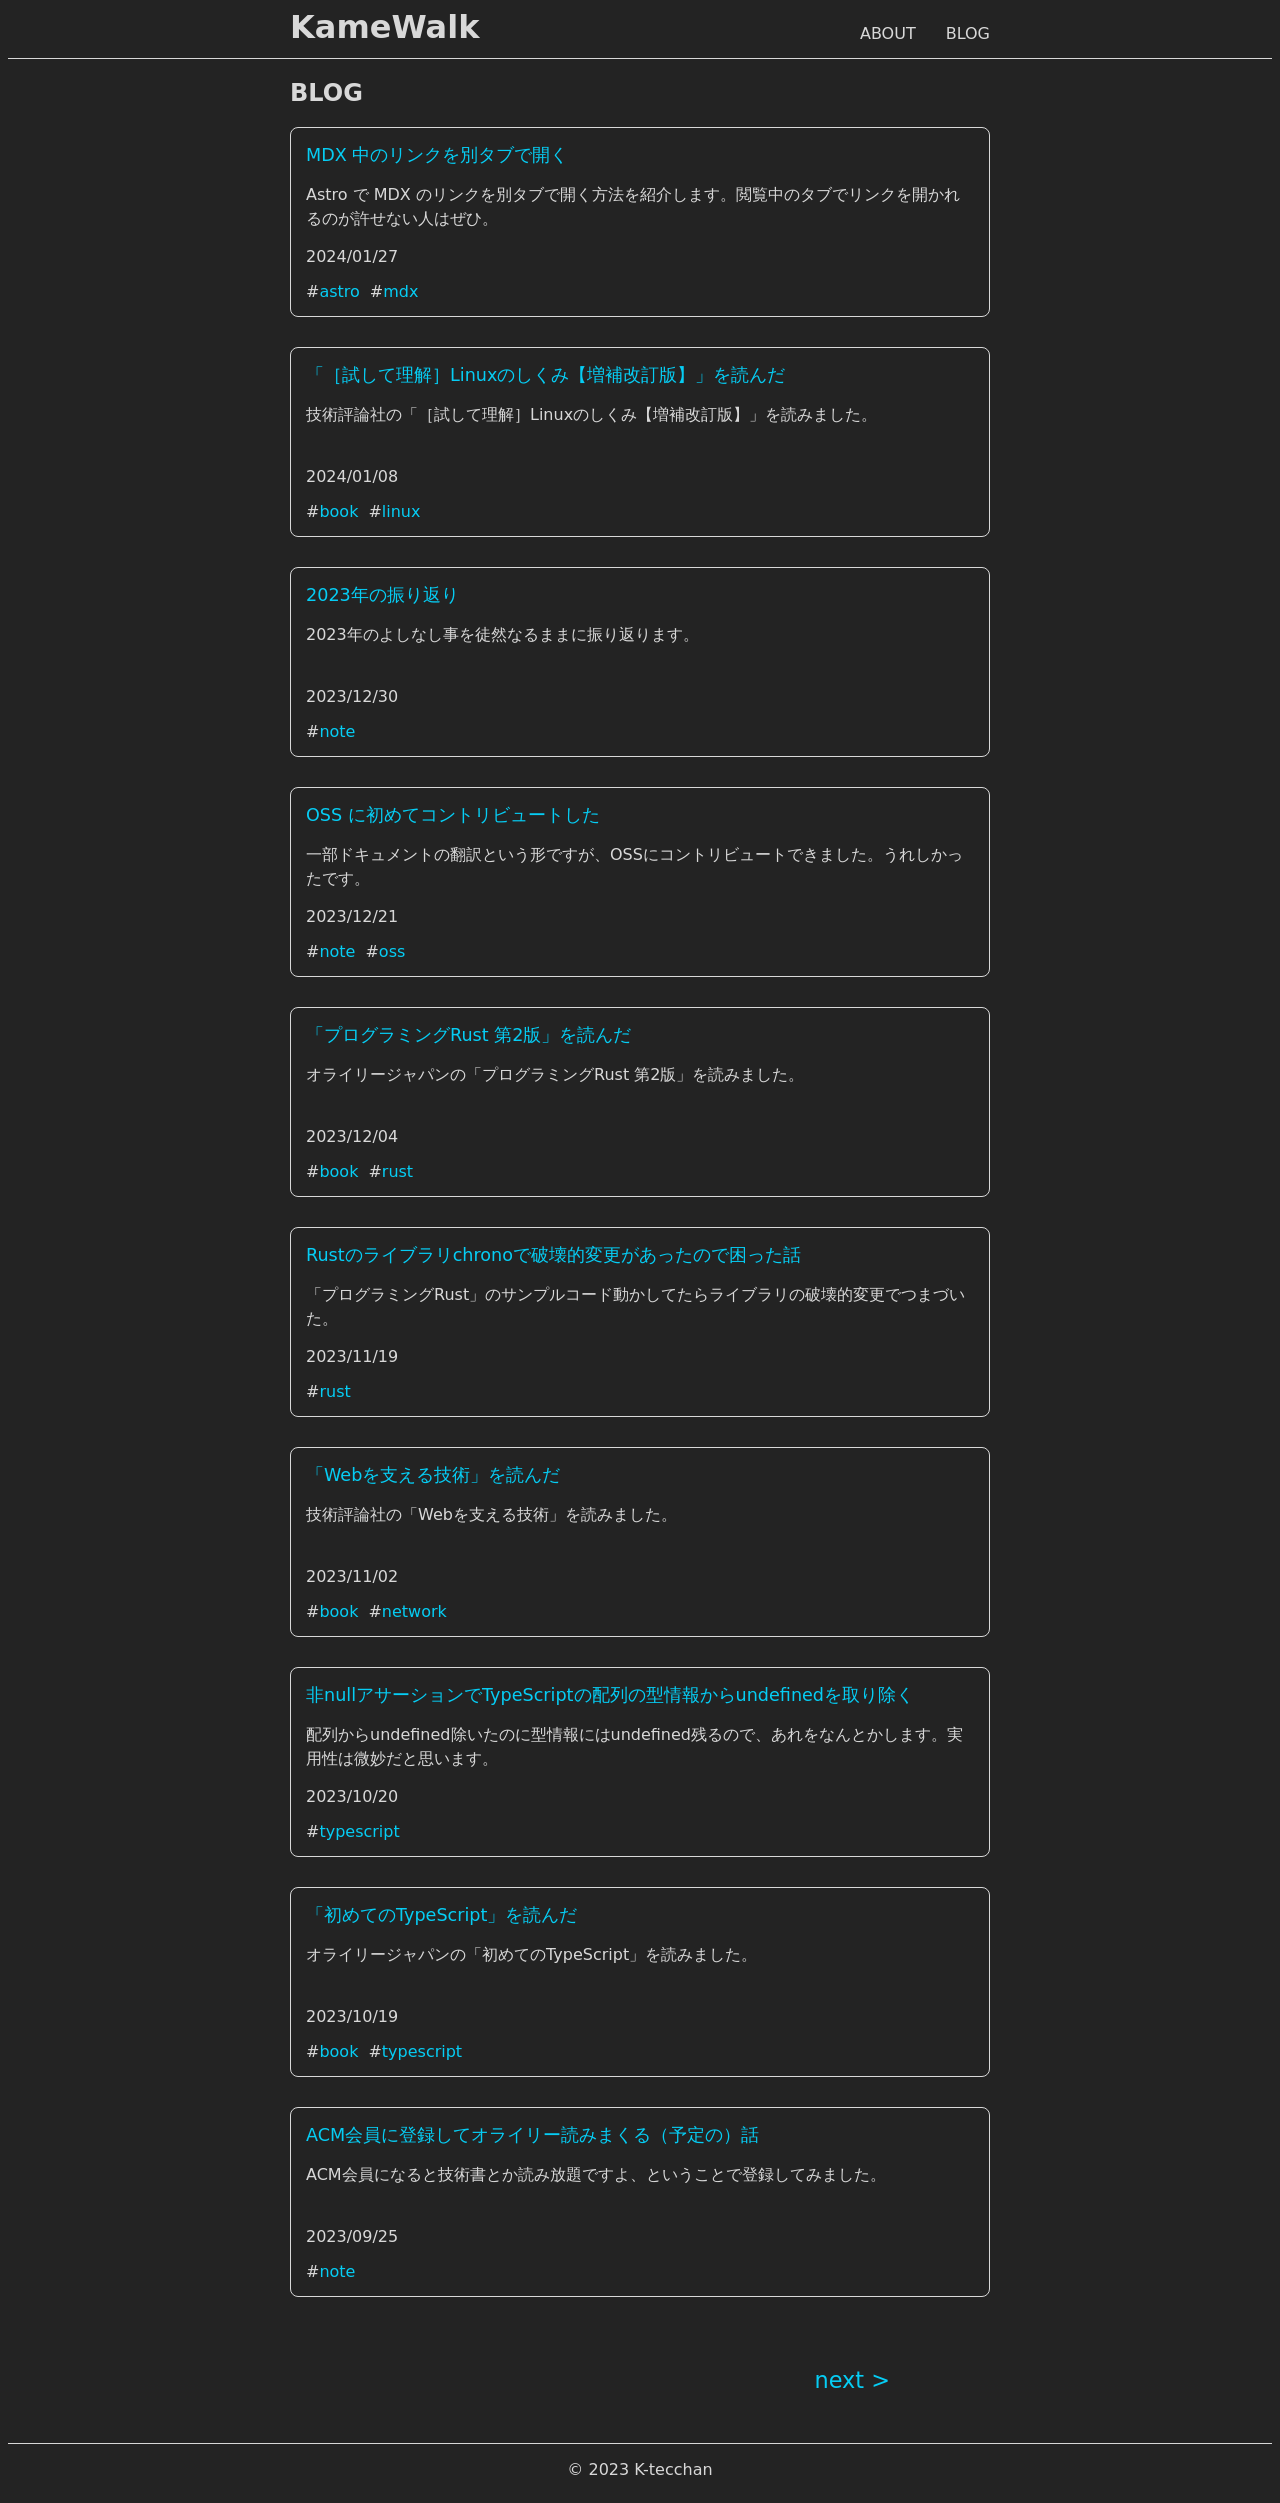 KameWalk
ABOUT BLOG
BLOG
MDX 中のリンクを別タブで開く
Astro で MDX のリンクを別タブで開く方法を紹介します。閲覧中のタブでリンクを開かれ
るのが許せない人はぜひ。
2024/01/27
#astro #mdx
「［試して理解］Linuxのしくみ【増補改訂版】」を読んだ
技術評論社の「［試して理解］Linuxのしくみ【増補改訂版】」を読みました。
2024/01/08
#book #linux
2023年の振り返り
2023年のよしなし事を徒然なるままに振り返ります。
2023/12/30
#note
OSS に初めてコントリビュートした
一部ドキュメントの翻訳という形ですが、OSSにコントリビュートできました。うれしかっ
たです。
2023/12/21
#note #oss
「プログラミングRust 第2版」を読んだ
オライリージャパンの「プログラミングRust 第2版」を読みました。
2023/12/04
#book #rust
Rustのライブラリchronoで破壊的変更があったので困った話
「プログラミングRust」のサンプルコード動かしてたらライブラリの破壊的変更でつまづい
た。
2023/11/19
#rust
「Webを支える技術」を読んだ
技術評論社の「Webを支える技術」を読みました。
2023/11/02
#book #network
非nullアサーションでTypeScriptの配列の型情報からundefinedを取り除く
配列からundefined除いたのに型情報にはundefined残るので、あれをなんとかします。実
用性は微妙だと思います。
2023/10/20
#typescript
「初めてのTypeScript」を読んだ
オライリージャパンの「初めてのTypeScript」を読みました。
2023/10/19
#book #typescript
ACM会員に登録してオライリー読みまくる（予定の）話
ACM会員になると技術書とか読み放題ですよ、ということで登録してみました。
2023/09/25
#note
next >
© 2023 K-tecchan